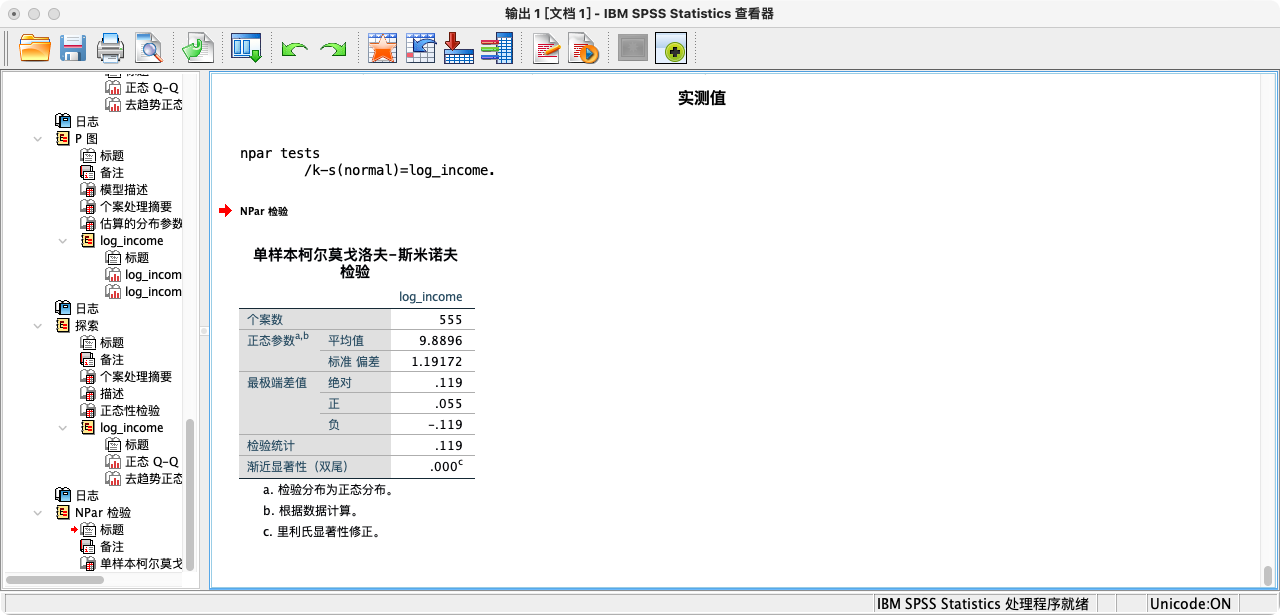 输出 1 [文档 1] - IBM SPSS Statistics 查看器
正态 Q-Q
去趋势正态
日志
P 图
标题
备注
模型描述
个案处理摘要
估算的分布参数
log_income
标题
log_incom
log_incom
日志
探索
标题
备注
个案处理摘要
描述
正态性检验
log_income
标题
正态 Q-Q
去趋势正态
日志
NPar 检验
标题
备注
单样本柯尔莫戈
实测值
npar tests
/k-s(normal)=log_income.
NPar 检验
单样本柯尔莫戈洛夫-斯米诺夫
检验
log_income
个案数 555
正态参数a,b 平均值 9.8896
标准 偏差 1.19172
最极端差值 绝对 .119
正 .055
负 -.119
检验统计 .119
渐近显著性（双尾） .000c
a. 检验分布为正态分布。
b. 根据数据计算。
c. 里利氏显著性修正。
IBM SPSS Statistics 处理程序就绪 Unicode:ON